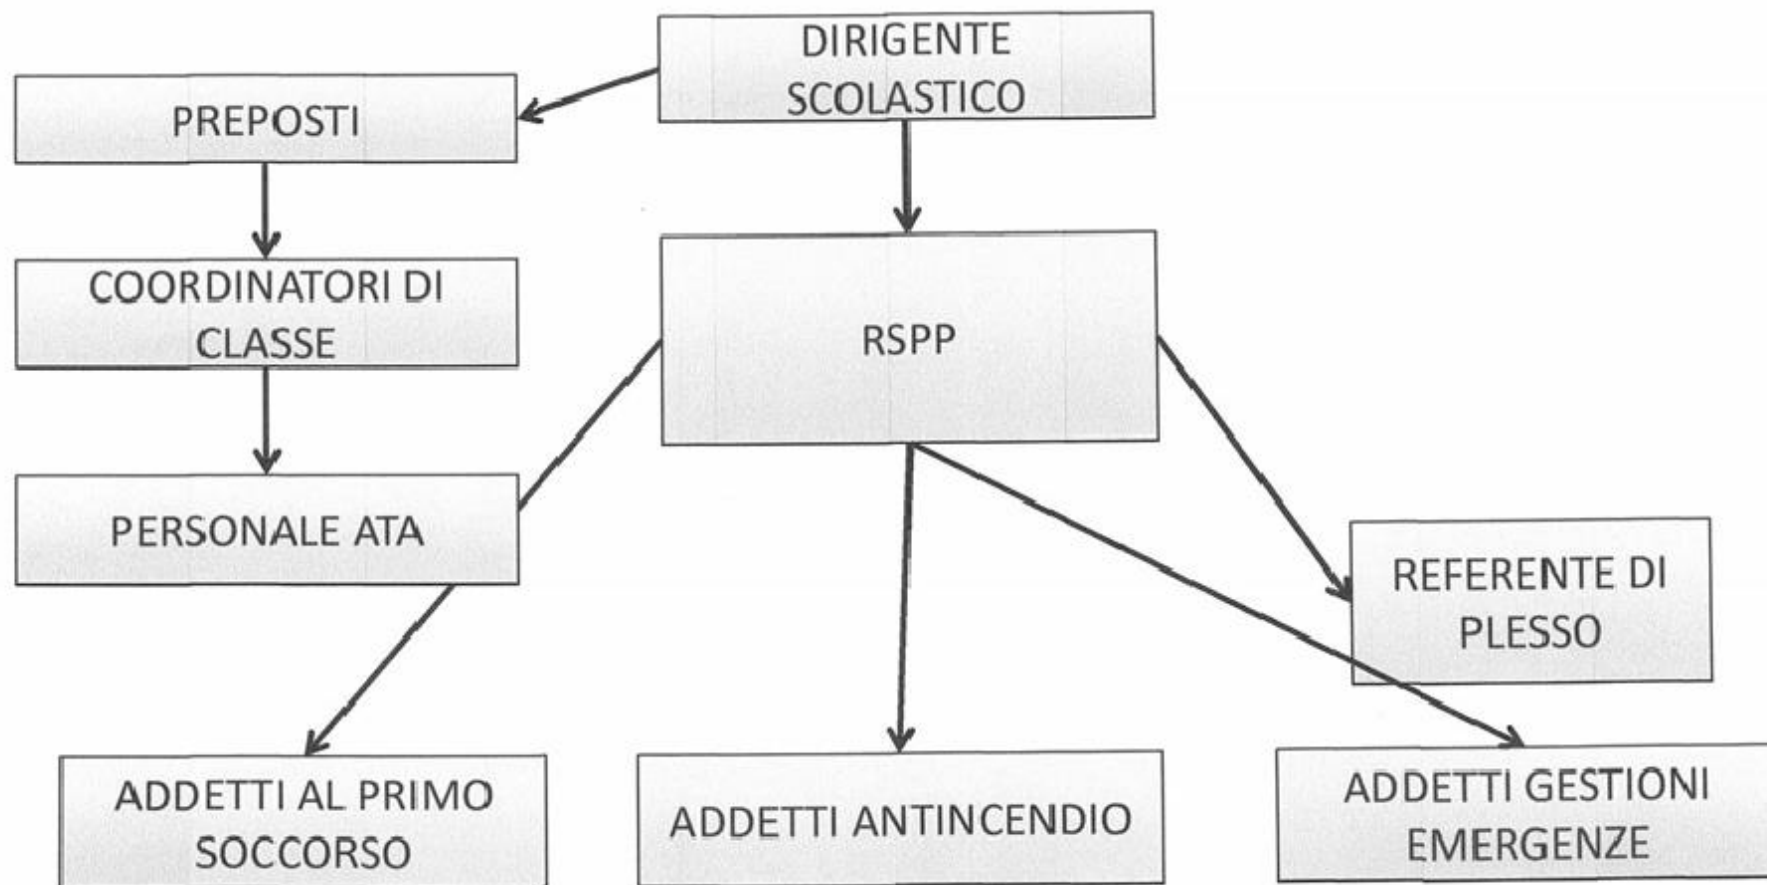 DIRIGENTE
SCOLASTICO
PREPOSTI
COORDINATORI DI
CLASSE
RSPP
PERSONALE ATA
REFERENTE DI
PLESSO
ADDETTI AL PRIMO
SOCCORSO
ADDETTI ANTINCENDIO
ADDETTI GESTIONI
EMERGENZE